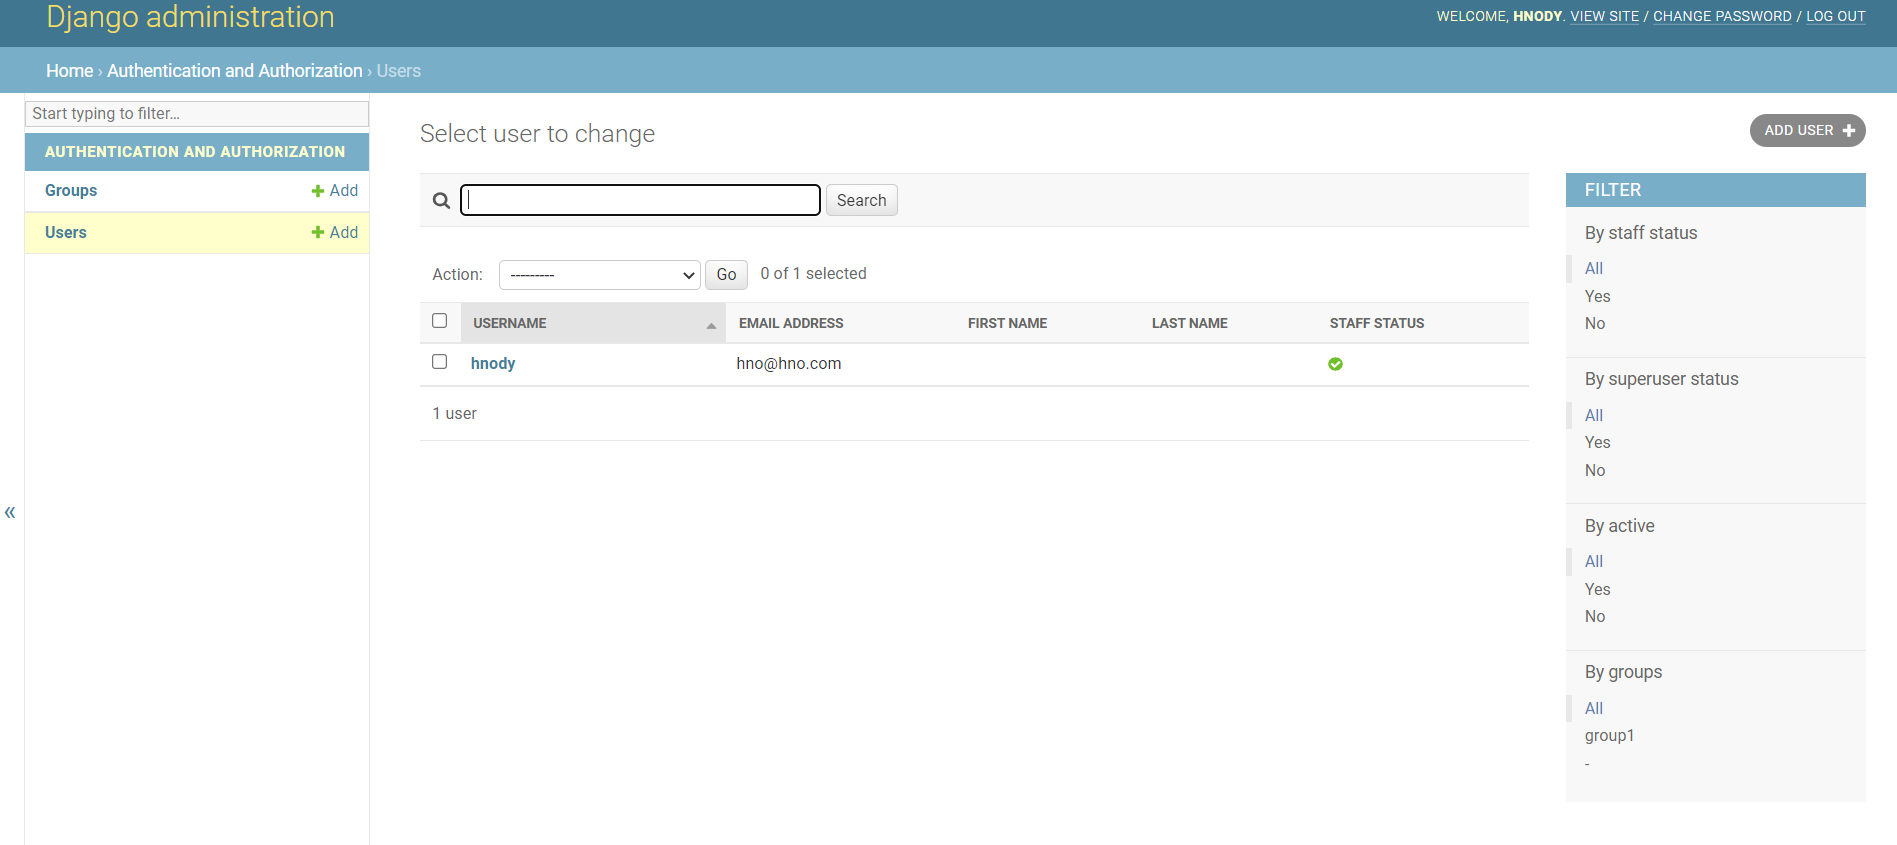 Django administration
WELCOME, HNODY. VIEW SITE / CHANGE PASSWORD / LOG OUT
Home › Authentication and Authorization › Users
Start typing to filter...
AUTHENTICATION AND AUTHORIZATION
Groups
Add
Users
Add
«
Select user to change
ADD USER
Search
Action: --------- Go 0 of 1 selected
USERNAME EMAIL ADDRESS FIRST NAME LAST NAME STAFF STATUS
hnody hno@hno.com
1 user
FILTER
By staff status
All
Yes
No
By superuser status
All
Yes
No
By active
All
Yes
No
By groups
All
group1
-